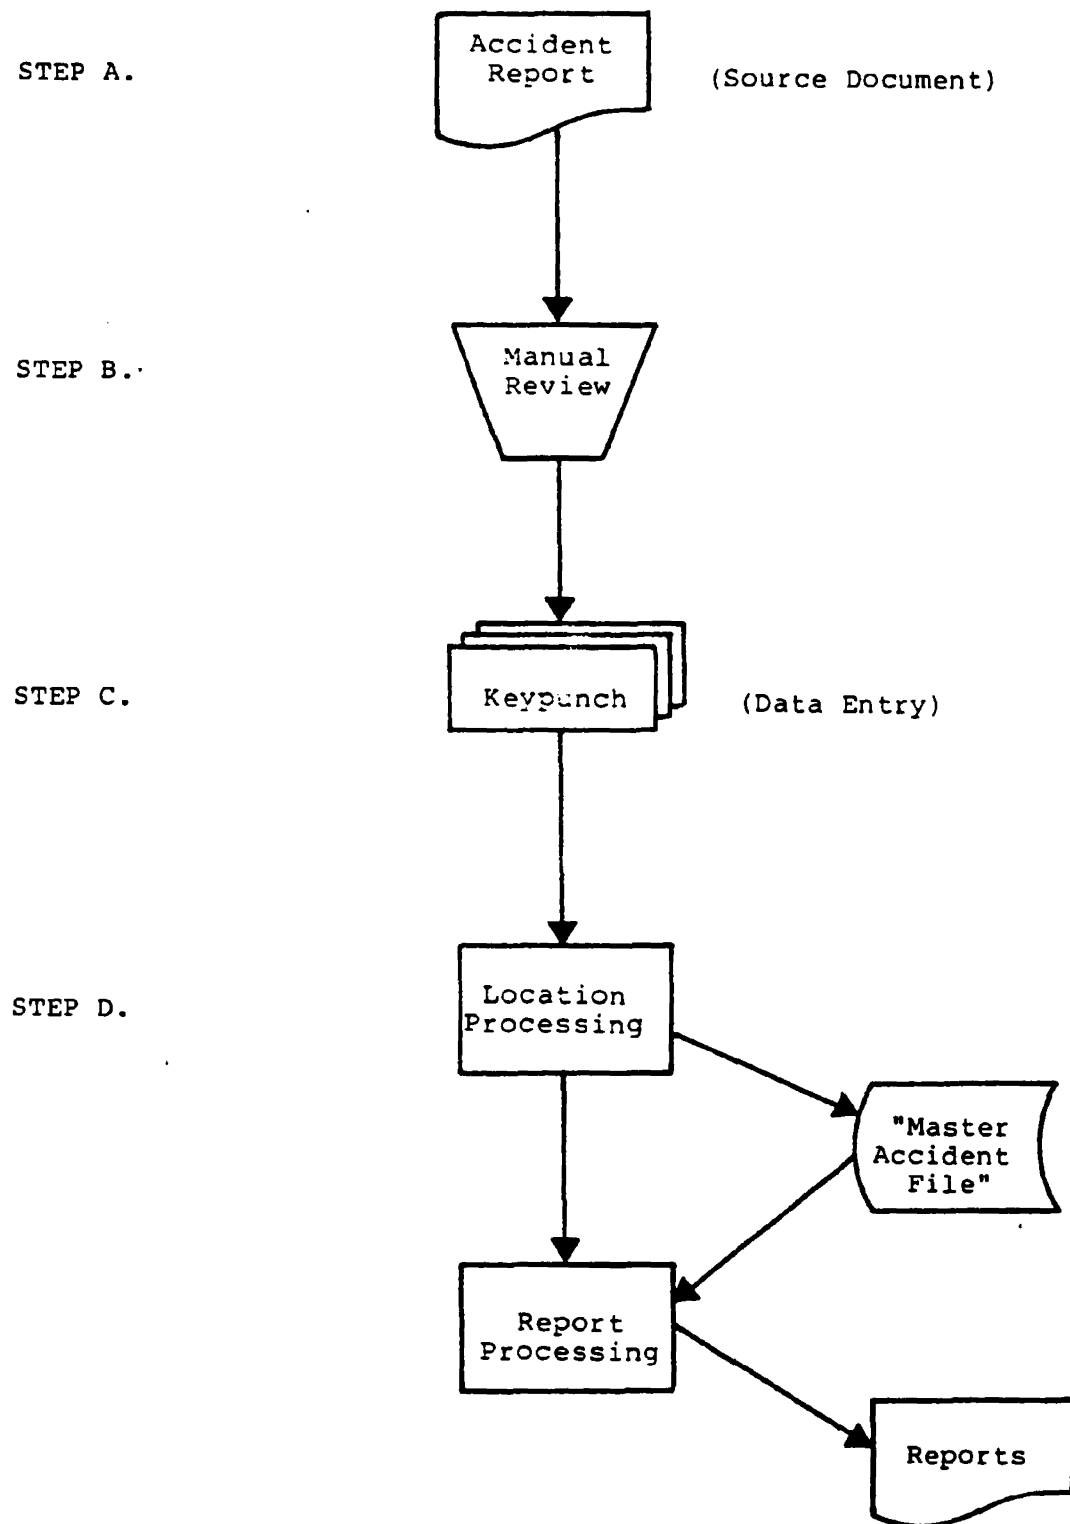 STEP A.
Accident
Report
(Source Document)
STEP B.
Manual
Review
STEP C.
Keypunch
(Data Entry)
STEP D.
Location
Processing
"Master
Accident
File"
Report
Processing
Reports